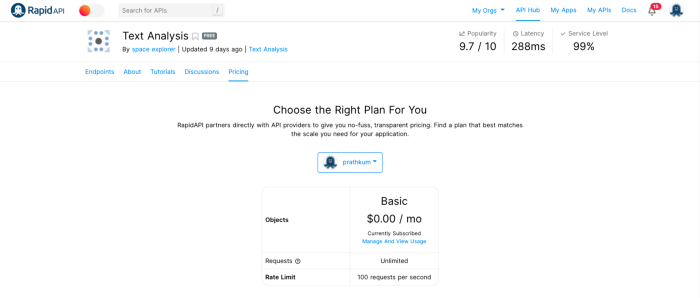 Rapid API
Search for APIs /
My Orgs API Hub My Apps My APIs Docs 15
Text Analysis FREE
By space explorer | Updated 9 days ago | Text Analysis
Popularity Latency Service Level
9.7 / 10 288ms 99%
Endpoints About Tutorials Discussions Pricing
Choose the Right Plan For You
RapidAPI partners directly with API providers to give you no-fuss, transparent pricing. Find a plan that best matches
the scale you need for your application.
prathkum
Basic
$0.00 / mo
Objects
Currently Subscribed
Manage And View Usage
Requests Unlimited
Rate Limit 100 requests per second